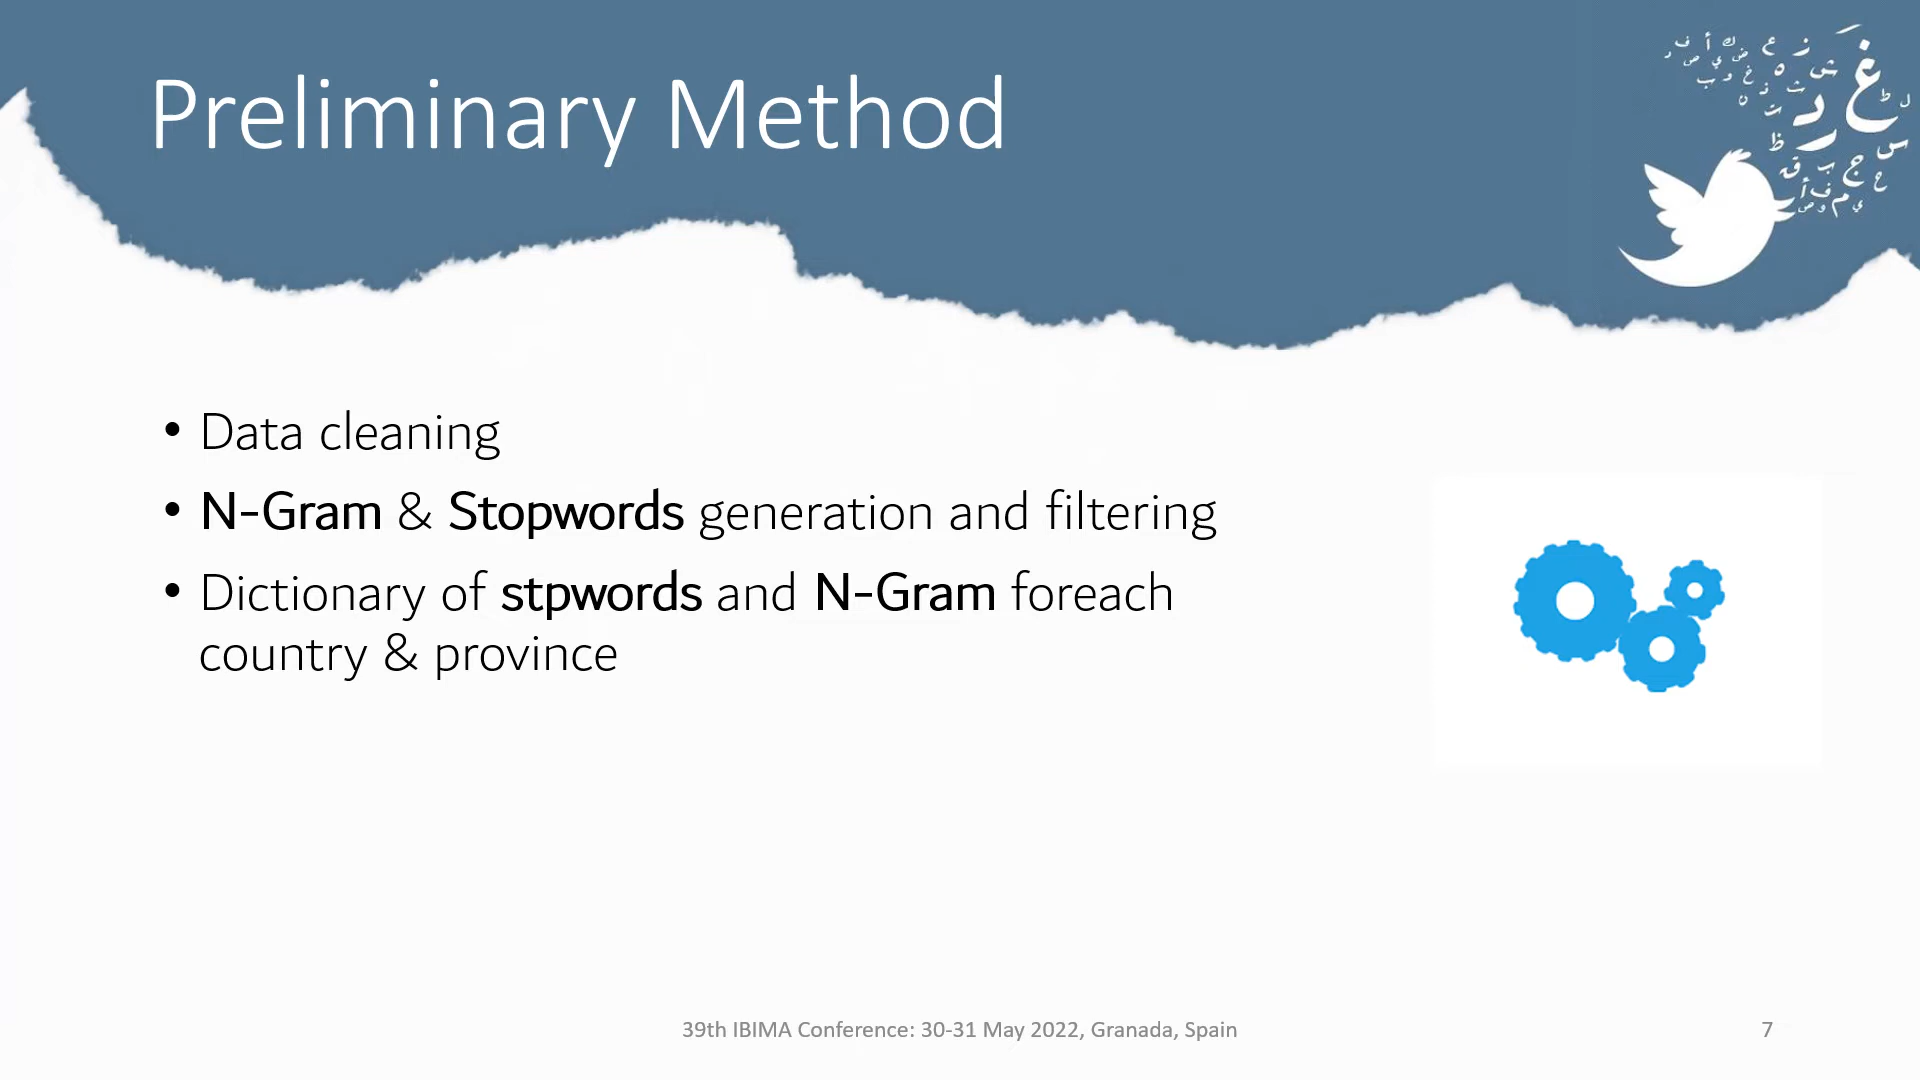 Preliminary Method
• Data cleaning
• N-Gram & Stopwords generation and filtering
• Dictionary of stpwords and N-Gram foreach
country & province
39th IBIMA Conference: 30-31 May 2022, Granada, Spain
7